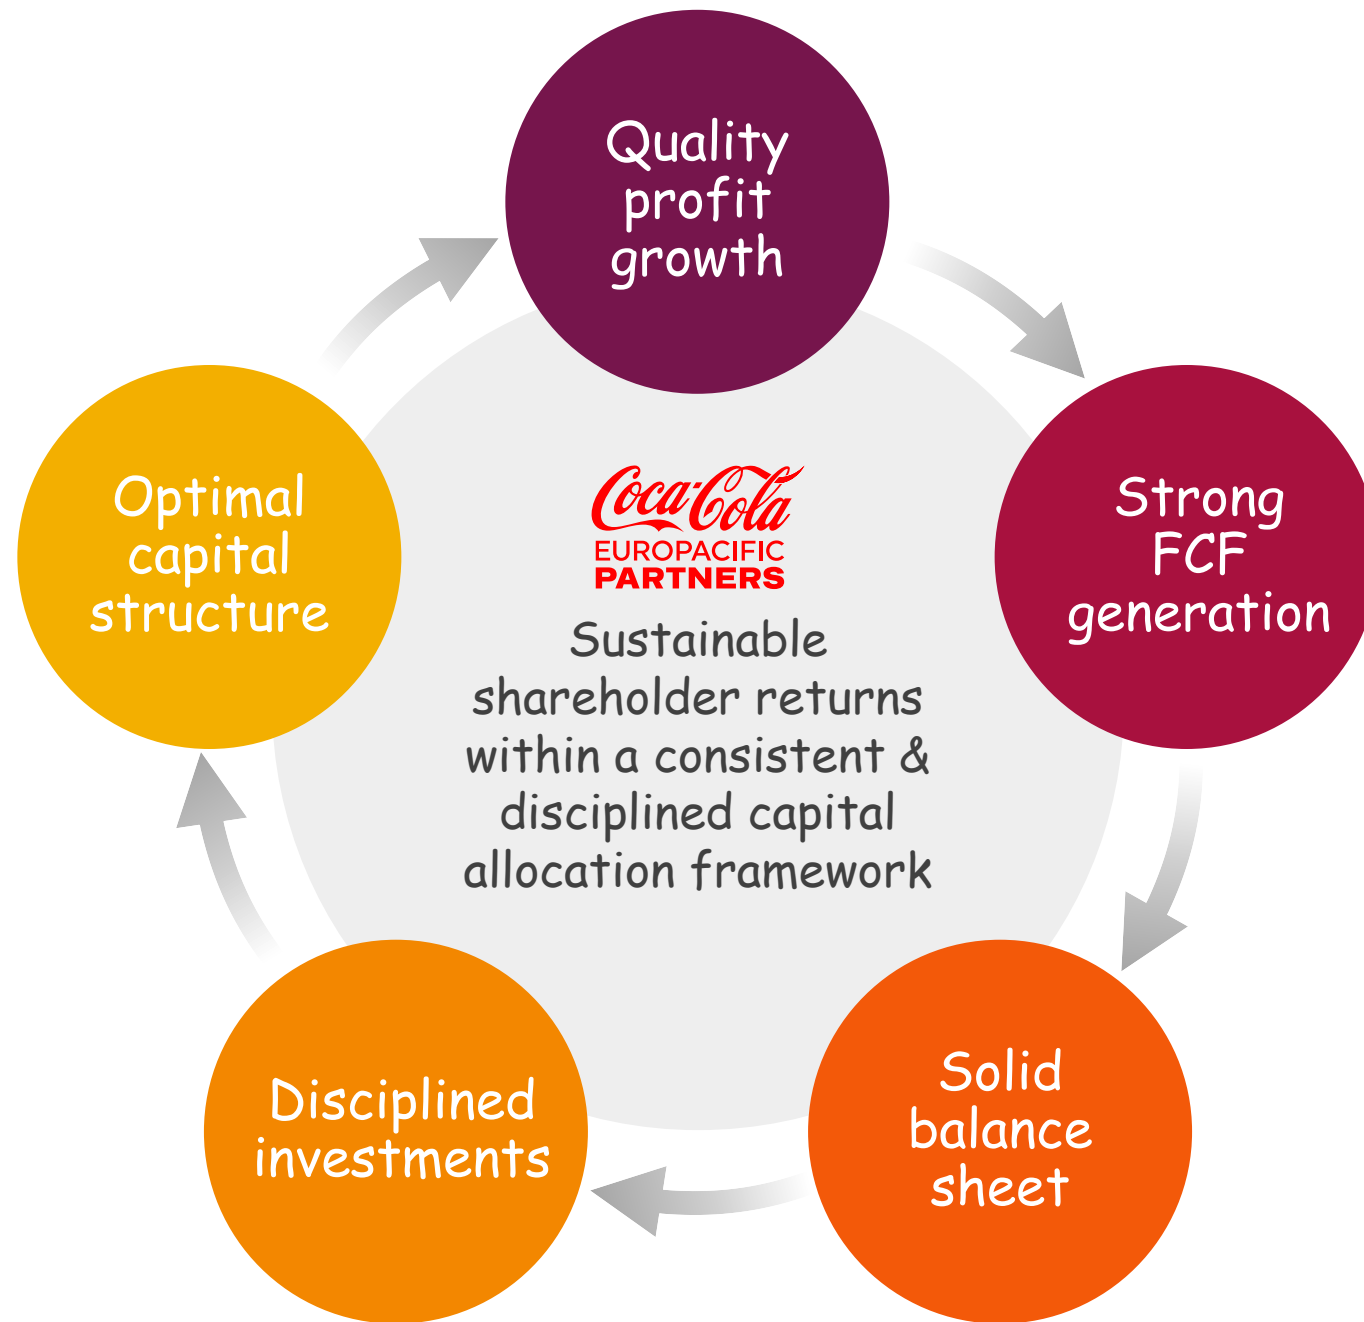 Quality
profit
growth
Strong
FCF
generation
Solid
balance
sheet
Disciplined
investments
Optimal
capital
structure
Coca-Cola
EUROPACIFIC
PARTNERS
Sustainable
shareholder returns
within a consistent &
disciplined capital
allocation framework